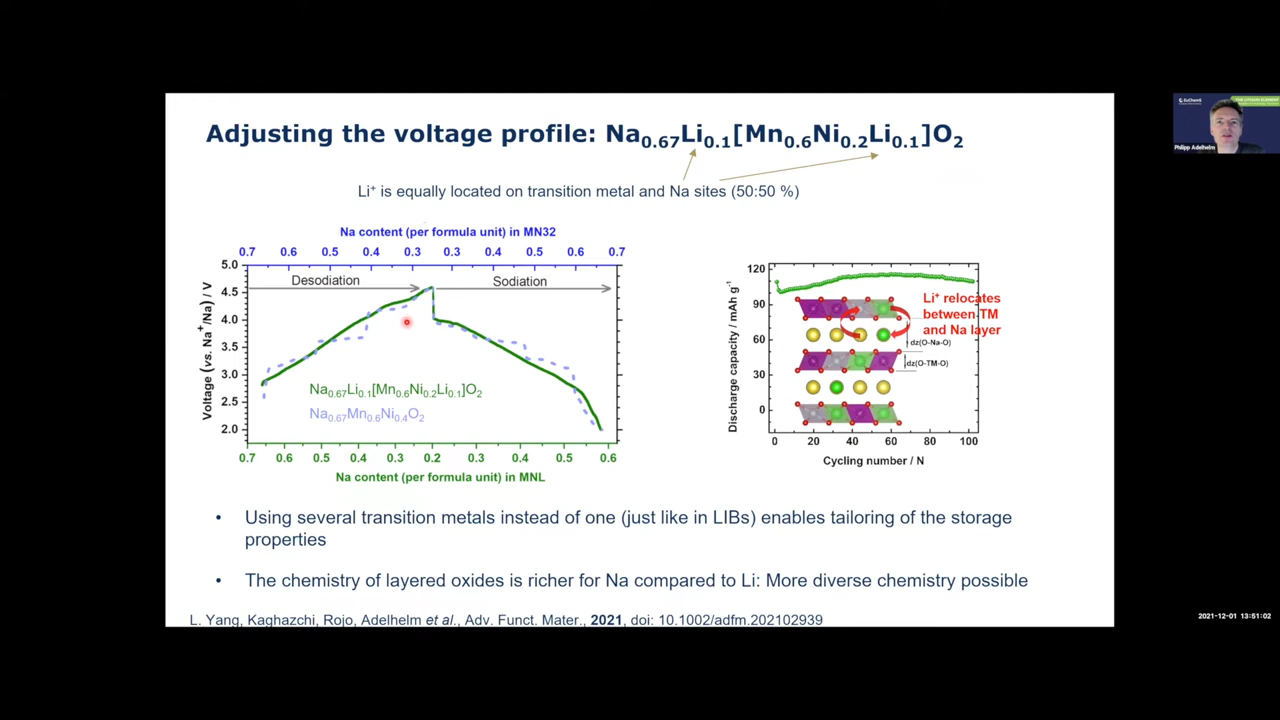 Adjusting the voltage profile: Na0.67Li0.1[Mn0.6Ni0.2Li0.1]O2
Li+ is equally located on transition metal and Na sites (50:50 %)
Na content (per formula unit) in MN32
0.7 0.6 0.5 0.4 0.3 0.3 0.4 0.5 0.6 0.7
Desodiation
Sodiation
Voltage (vs. Na+/Na) / V
5.0
4.5
4.0
3.5
3.0
2.5
2.0
Na0.67Li0.1[Mn0.6Ni0.2Li0.1]O2
Na0.67Mn0.6Ni0.4O2
0.7 0.6 0.5 0.4 0.3 0.2 0.3 0.4 0.5 0.6
Na content (per formula unit) in MNL
Discharge capacity / mAh g-1
120
90
60
30
0
Li+ relocates
between TM
and Na layer
dz(O-Na-O)
dz(O-TM-O)
0 20 40 60 80 100
Cycling number / N
• Using several transition metals instead of one (just like in LIBs) enables tailoring of the storage
properties
• The chemistry of layered oxides is richer for Na compared to Li: More diverse chemistry possible
L. Yang, Kaghazchi, Rojo, Adelhelm et al., Adv. Funct. Mater., 2021, doi: 10.1002/adfm.202102939
EuChemS
Philipp Adelhelm
2021-12-01 13:51:02